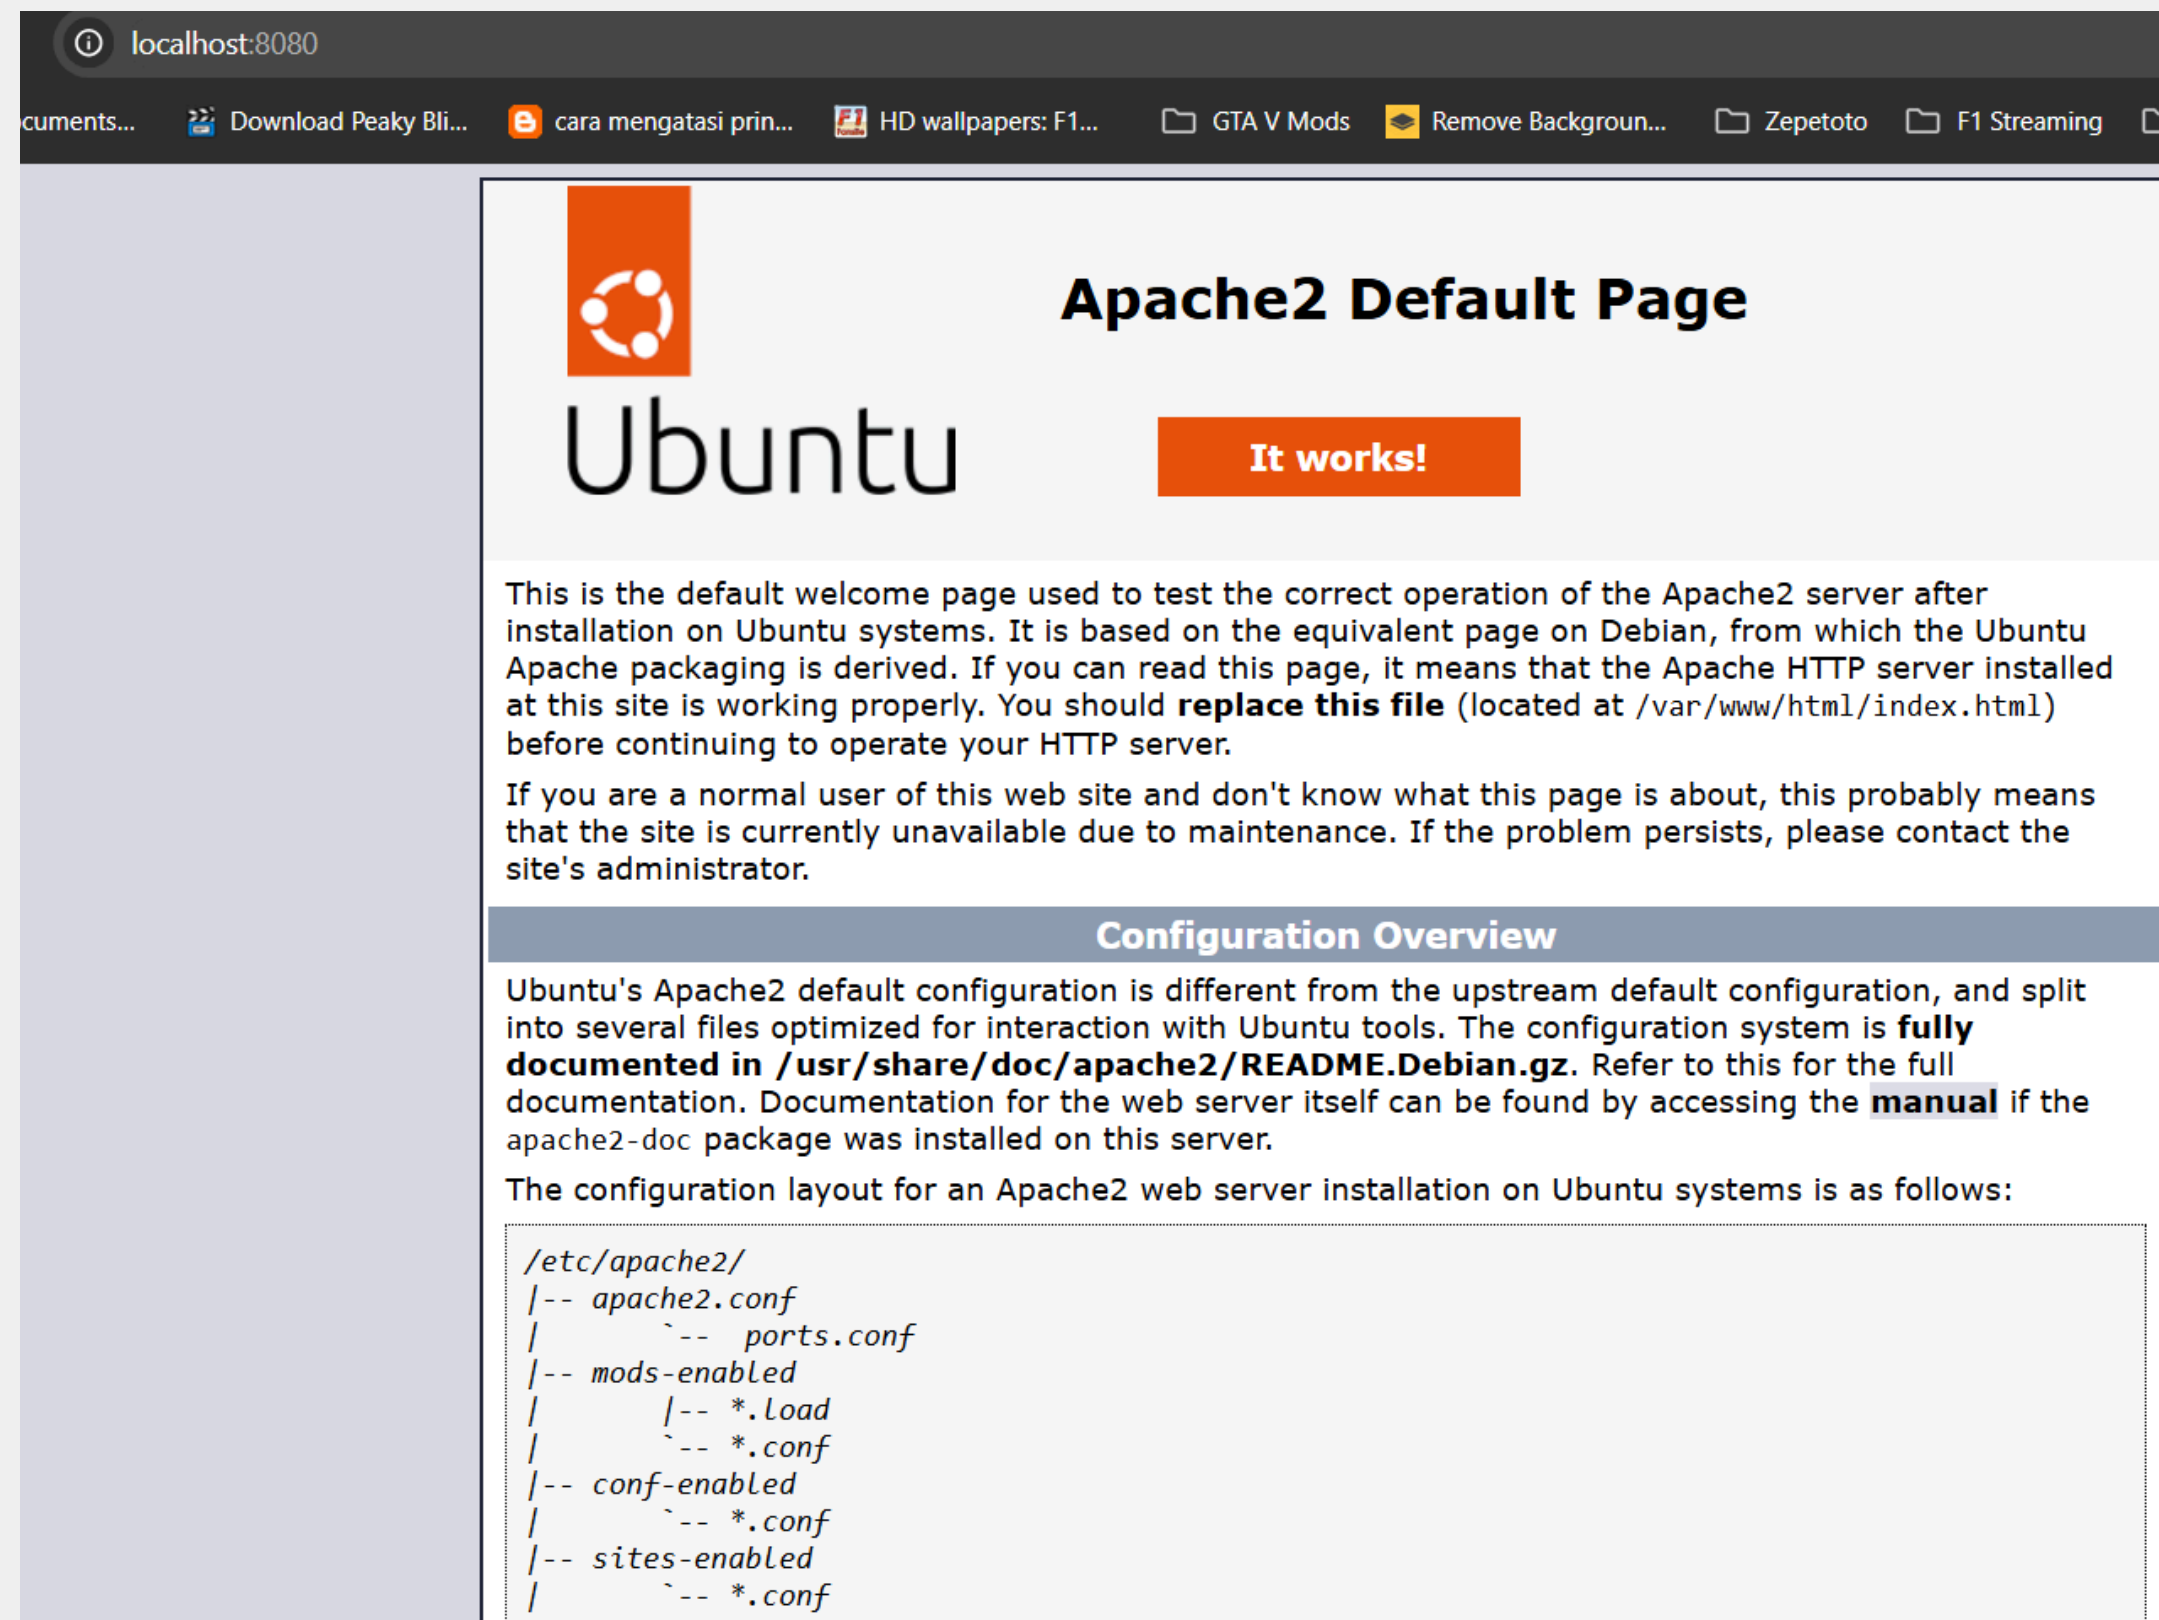 localhost:8080
cuments... Download Peaky Bli... cara mengatasi prin... HD wallpapers: F1... GTA V Mods Remove Backgroun... Zepetoto F1 Streaming
Apache2 Default Page
Ubuntu
It works!
This is the default welcome page used to test the correct operation of the Apache2 server after
installation on Ubuntu systems. It is based on the equivalent page on Debian, from which the Ubuntu
Apache packaging is derived. If you can read this page, it means that the Apache HTTP server installed
at this site is working properly. You should replace this file (located at /var/www/html/index.html)
before continuing to operate your HTTP server.
If you are a normal user of this web site and don't know what this page is about, this probably means
that the site is currently unavailable due to maintenance. If the problem persists, please contact the
site's administrator.
Configuration Overview
Ubuntu's Apache2 default configuration is different from the upstream default configuration, and split
into several files optimized for interaction with Ubuntu tools. The configuration system is fully
documented in /usr/share/doc/apache2/README.Debian.gz. Refer to this for the full
documentation. Documentation for the web server itself can be found by accessing the manual if the
apache2-doc package was installed on this server.
The configuration layout for an Apache2 web server installation on Ubuntu systems is as follows:
/etc/apache2/
|-- apache2.conf
|       `--  ports.conf
|-- mods-enabled
|       |-- *.load
|       `-- *.conf
|-- conf-enabled
|       `-- *.conf
|-- sites-enabled
|       `-- *.conf